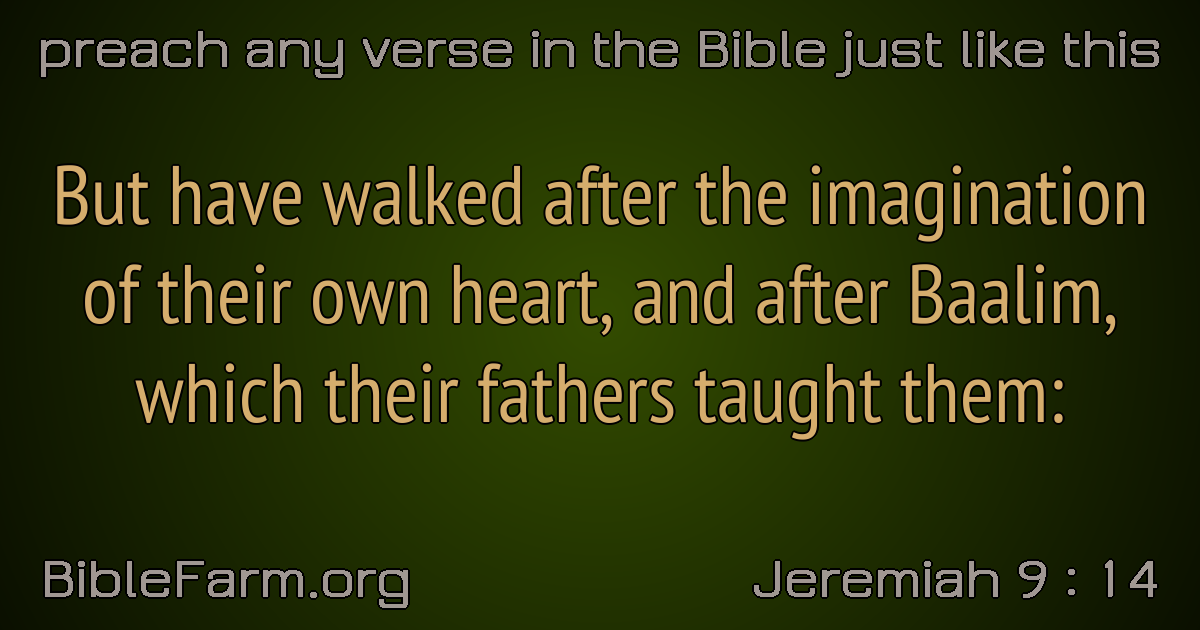 preach any verse in the Bible just like this
But have walked after the imagination
of their own heart, and after Baalim,
which their fathers taught them:
BibleFarm.org
Jeremiah 9 : 14